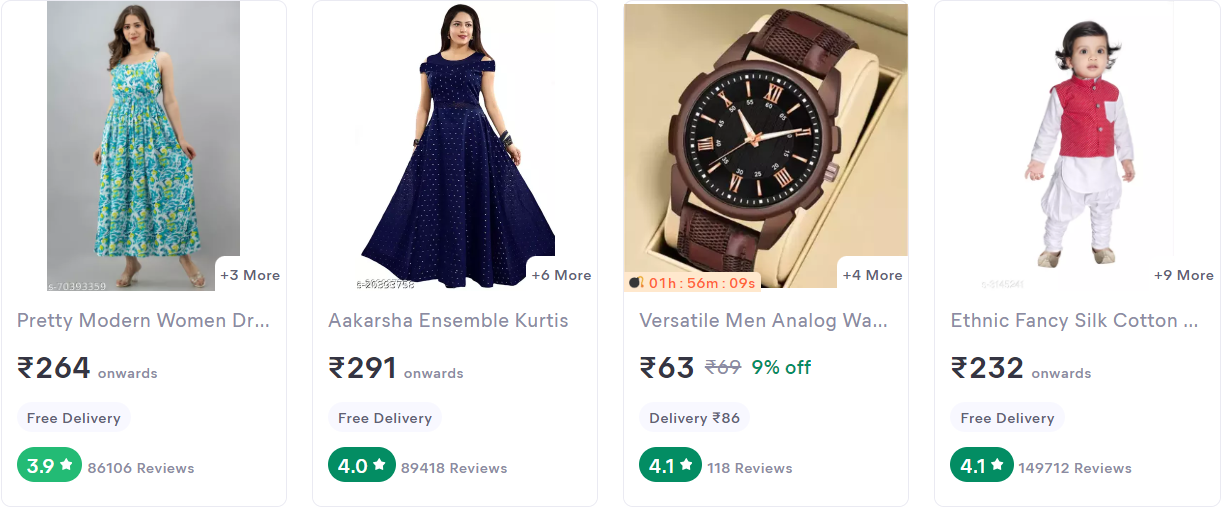 s-70393359
+3 More
Pretty Modern Women Dr...
₹264 onwards
Free Delivery
3.9 ★ 86106 Reviews
+6 More
Aakarsha Ensemble Kurtis
₹291 onwards
Free Delivery
4.0 ★ 89418 Reviews
01h : 56m : 09s
+4 More
Versatile Men Analog Wa...
₹63 ₹69 9% off
Delivery ₹86
4.1 ★ 118 Reviews
+9 More
Ethnic Fancy Silk Cotton ...
₹232 onwards
Free Delivery
4.1 ★ 149712 Reviews